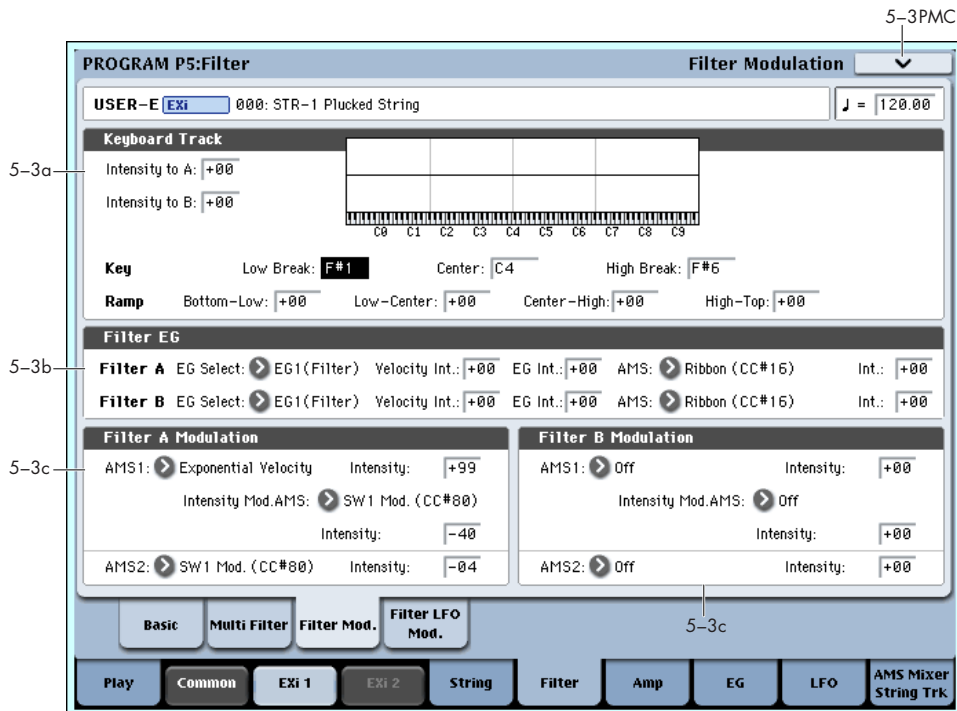 5–3PMC
PROGRAM P5:Filter Filter Modulation
USER–E EXi 000: STR–1 Plucked String ♩ = 120.00
Keyboard Track
5–3a
Intensity to A: +00
Intensity to B: +00
C0 C1 C2 C3 C4 C5 C6 C7 C8 C9
Key Low Break: F#1 Center: C4 High Break: F#6
Ramp Bottom–Low: +00 Low–Center: +00 Center–High: +00 High–Top: +00
Filter EG
5–3b
Filter A EG Select: EG1(Filter) Velocity Int.: +00 EG Int.: +00 AMS: Ribbon (CC#16) Int.: +00
Filter B EG Select: EG1(Filter) Velocity Int.: +00 EG Int.: +00 AMS: Ribbon (CC#16) Int.: +00
Filter A Modulation
5–3c
AMS1: Exponential Velocity Intensity: +99
Intensity Mod.AMS: SW1 Mod. (CC#80)
Intensity: –40
AMS2: SW1 Mod. (CC#80) Intensity: –04
Filter B Modulation
AMS1: Off Intensity: +00
Intensity Mod.AMS: Off
Intensity: +00
AMS2: Off Intensity: +00
5–3c
Basic Multi Filter Filter Mod. Filter LFO Mod.
Play Common EXi 1 EXi 2 String Filter Amp EG LFO AMS Mixer String Trk